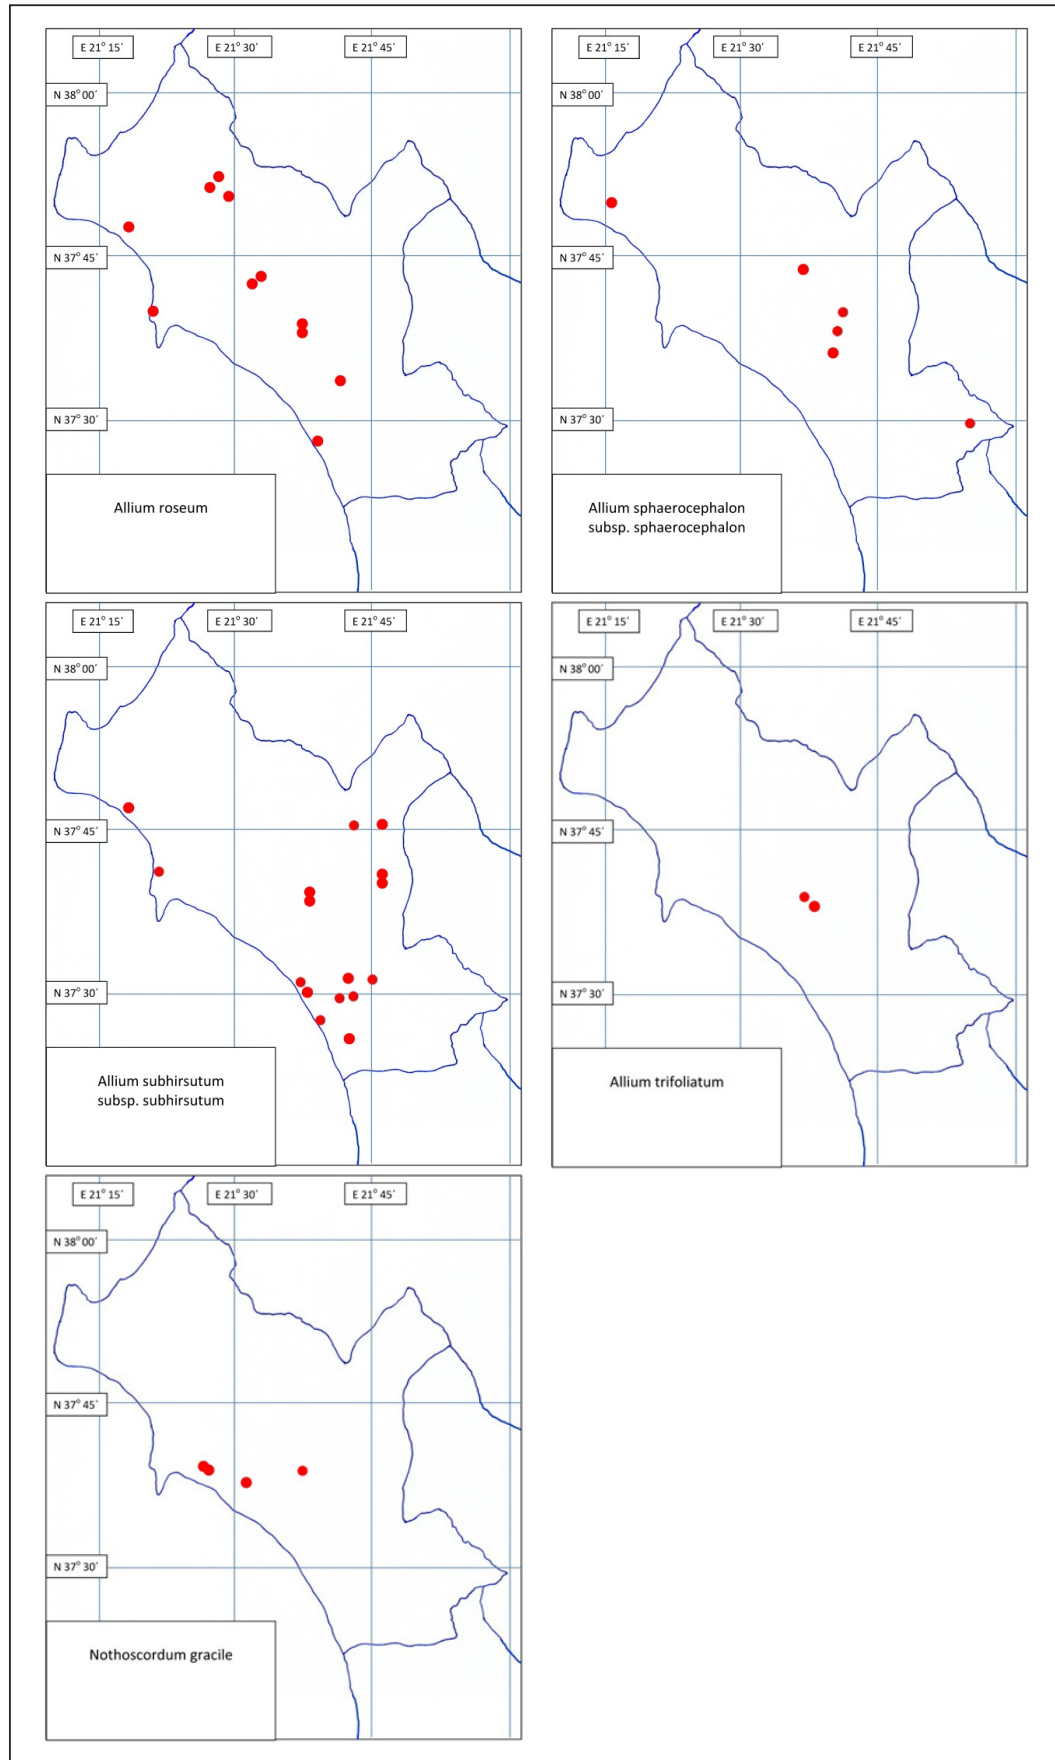 E 21° 15' E 21° 30' E 21° 45'
N 38° 00'
N 37° 45'
N 37° 30'
Allium roseum
E 21° 15' E 21° 30' E 21° 45'
N 38° 00'
N 37° 45'
N 37° 30'
Allium sphaerocephalon
subsp. sphaerocephalon
E 21° 15' E 21° 30' E 21° 45'
N 38° 00'
N 37° 45'
N 37° 30'
Allium subhirsutum
subsp. subhirsutum
E 21° 15' E 21° 30' E 21° 45'
N 38° 00'
N 37° 45'
N 37° 30'
Allium trifoliatum
E 21° 15' E 21° 30' E 21° 45'
N 38° 00'
N 37° 45'
N 37° 30'
Nothoscordum gracile